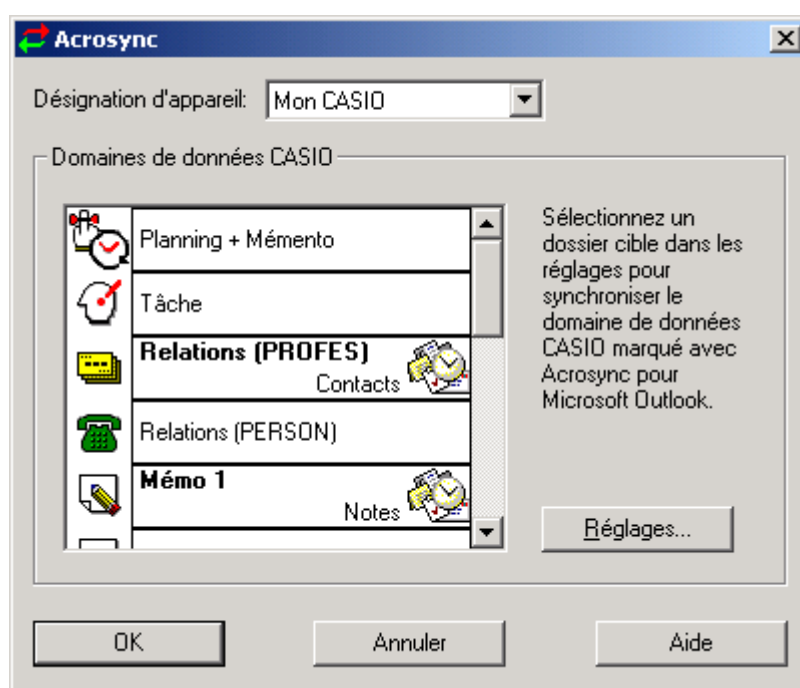 Acrosync
Désignation d'appareil: Mon CASIO
Domaines de données CASIO
Planning + Mémento
Tâche
Relations (PROFES)
Contacts
Relations (PERSON)
Mémo 1
Notes
Sélectionnez un
dossier cible dans les
réglages pour
synchroniser le
domaine de données
CASIO marqué avec
Acrosync pour
Microsoft Outlook.
Réglages...
OK
Annuler
Aide